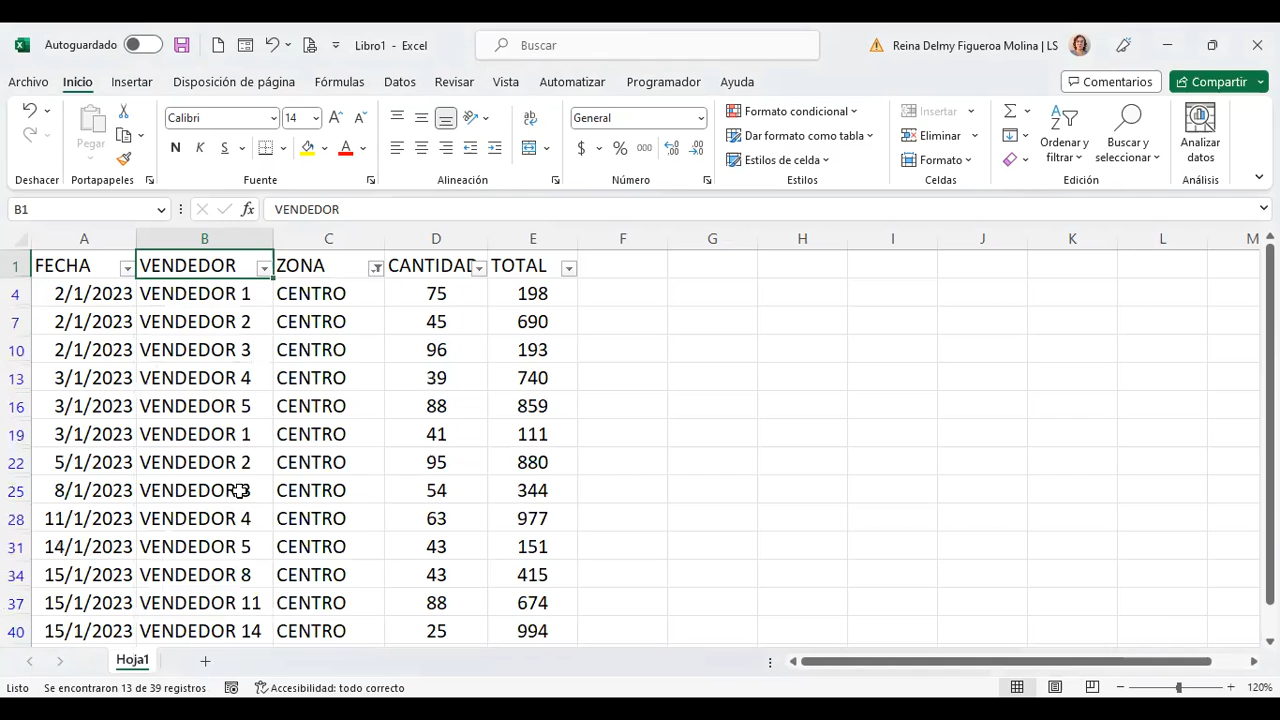 Autoguardado Libro1 - Excel Buscar Reina Delmy Figueroa Molina | LS
Archivo Inicio Insertar Disposición de página Fórmulas Datos Revisar Vista Automatizar Programador Ayuda Comentarios Compartir
Pegar
Calibri 14
N K S
General
$ % 000
Formato condicional
Dar formato como tabla
Estilos de celda
Insertar
Eliminar
Formato
Ordenar y filtrar
Buscar y seleccionar
Analizar datos
Deshacer Portapapeles Fuente Alineación Número Estilos Celdas Edición Análisis
B1 fx VENDEDOR
A B C D E F G H I J K L M
1 FECHA VENDEDOR ZONA CANTIDAD TOTAL
4 2/1/2023 VENDEDOR 1 CENTRO 75 198
7 2/1/2023 VENDEDOR 2 CENTRO 45 690
10 2/1/2023 VENDEDOR 3 CENTRO 96 193
13 3/1/2023 VENDEDOR 4 CENTRO 39 740
16 3/1/2023 VENDEDOR 5 CENTRO 88 859
19 3/1/2023 VENDEDOR 1 CENTRO 41 111
22 5/1/2023 VENDEDOR 2 CENTRO 95 880
25 8/1/2023 VENDEDOR 3 CENTRO 54 344
28 11/1/2023 VENDEDOR 4 CENTRO 63 977
31 14/1/2023 VENDEDOR 5 CENTRO 43 151
34 15/1/2023 VENDEDOR 8 CENTRO 43 415
37 15/1/2023 VENDEDOR 11 CENTRO 88 674
40 15/1/2023 VENDEDOR 14 CENTRO 25 994
Hoja1
Listo Se encontraron 13 de 39 registros Accesibilidad: todo correcto 120%